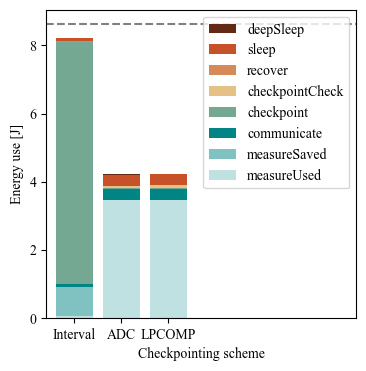 Energy use [J]
8
6
4
2
0
deepSleep
sleep
recover
checkpointCheck
checkpoint
communicate
measureSaved
measureUsed
Interval ADC LPCOMP
Checkpointing scheme